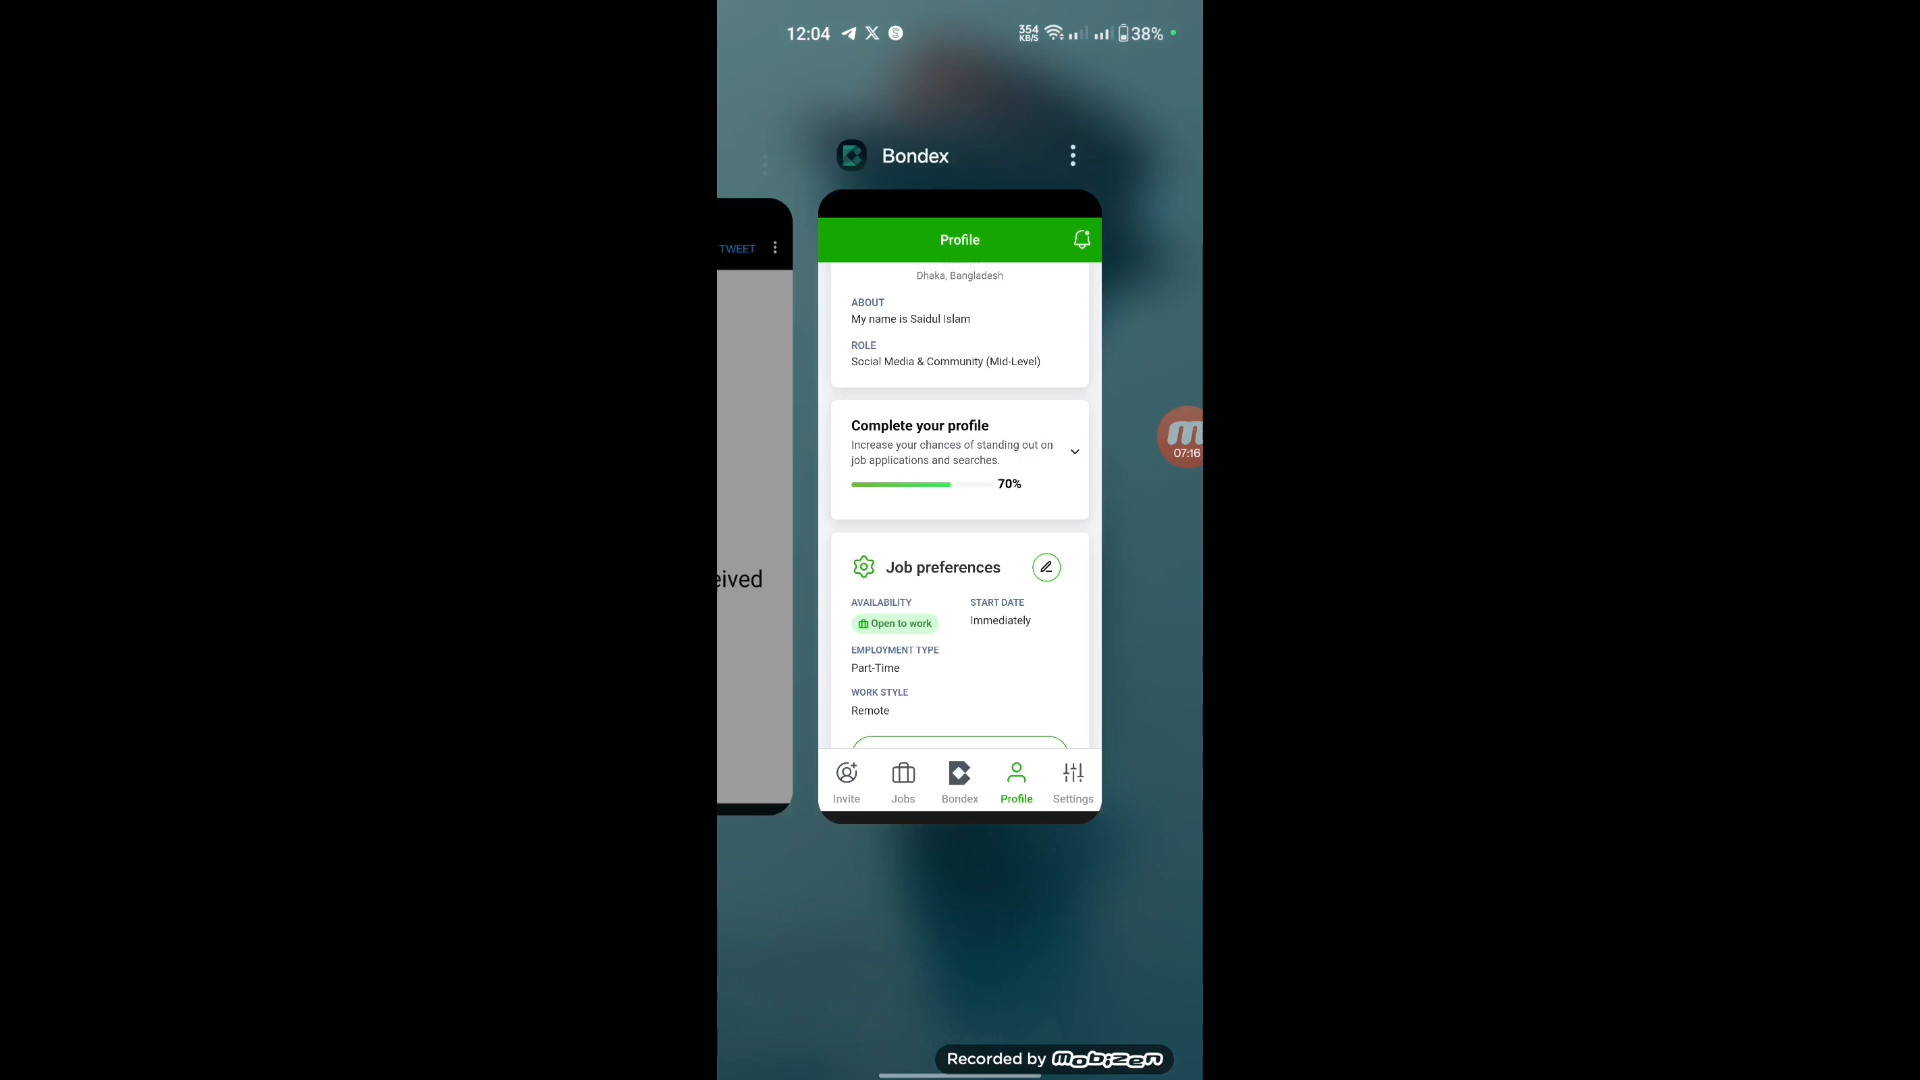 12:04
354 KB/S
38%
Bondex
TWEET
Profile
Dhaka, Bangladesh
ABOUT
My name is Saidul Islam
ROLE
Social Media & Community (Mid-Level)
Complete your profile
Increase your chances of standing out on
job applications and searches.
70%
07:16
Job preferences
eived
AVAILABILITY START DATE
Open to work Immediately
EMPLOYMENT TYPE
Part-Time
WORK STYLE
Remote
Invite Jobs Bondex Profile Settings
Recorded by mobizen